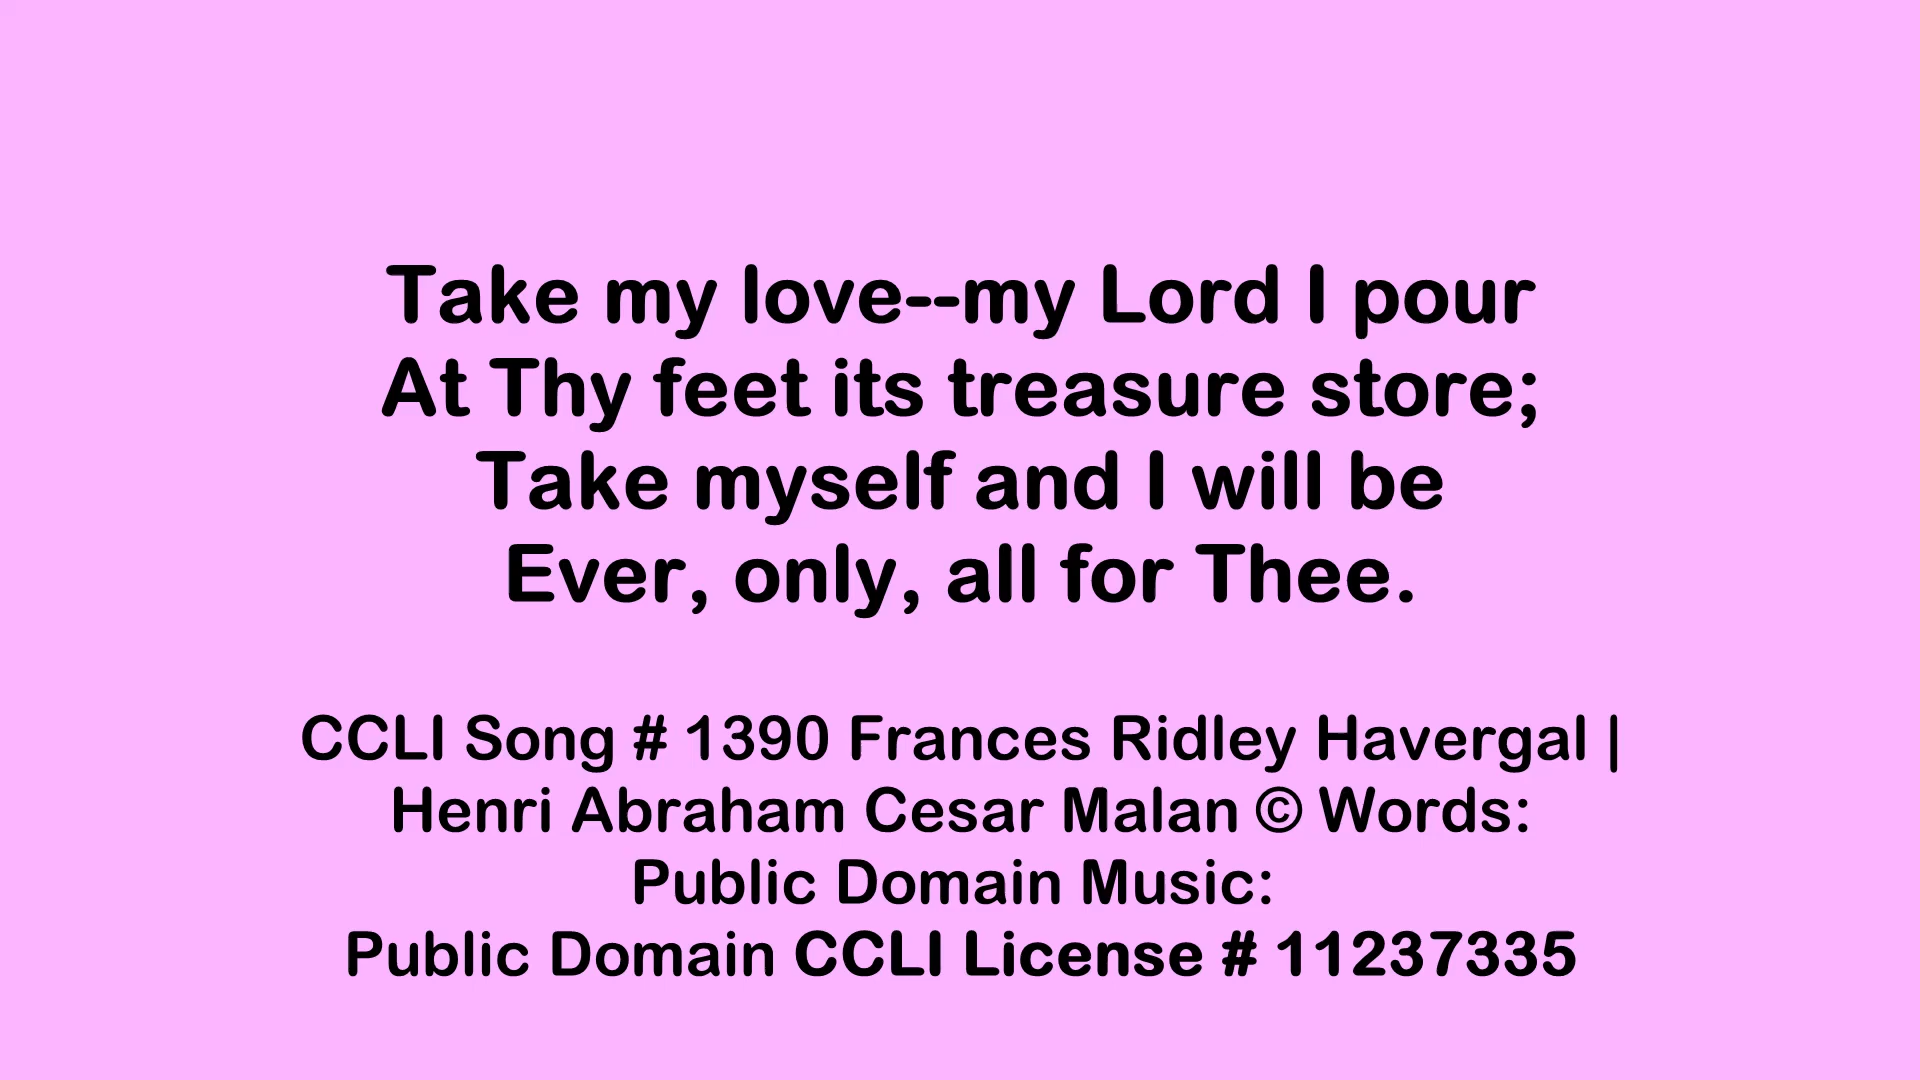 Take my love--my Lord I pour
At Thy feet its treasure store;
Take myself and I will be
Ever, only, all for Thee.
CCLI Song # 1390 Frances Ridley Havergal |
Henri Abraham Cesar Malan © Words:
Public Domain Music:
Public Domain CCLI License # 11237335